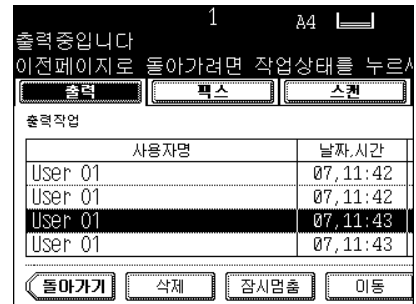 1 A4
출력중입니다
이전페이지로 돌아가려면 작업상태를 누르
출력 팩스 스캔
출력작업
사용자명 날짜,시간
User 01 07,11:42
User 01 07,11:42
User 01 07,11:43
User 01 07,11:43
돌아가기 삭제 잠시멈춤 이동